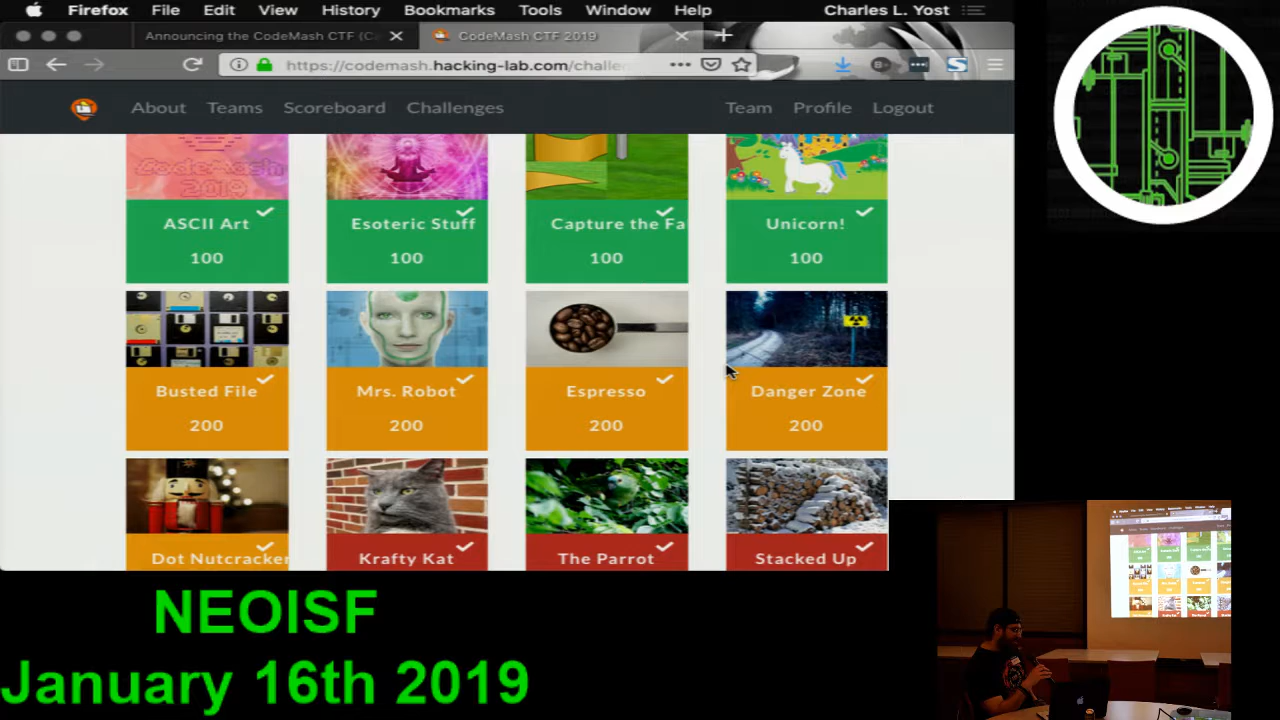 Firefox File Edit View History Bookmarks Tools Window Help Charles L. Yost
Announcing the CodeMash CTF (Ca
CodeMash CTF 2019
https://codemash.hacking-lab.com/challe
About Teams Scoreboard Challenges Team Profile Logout
CodeMash
2019
ASCII Art Esoteric Stuff Capture the Fa Unicorn!
100 100 100 100
Busted File Mrs. Robot Espresso Danger Zone
200 200 200 200
Dot Nutcracker Krafty Kat The Parrot Stacked Up
NEOISF
January 16th 2019